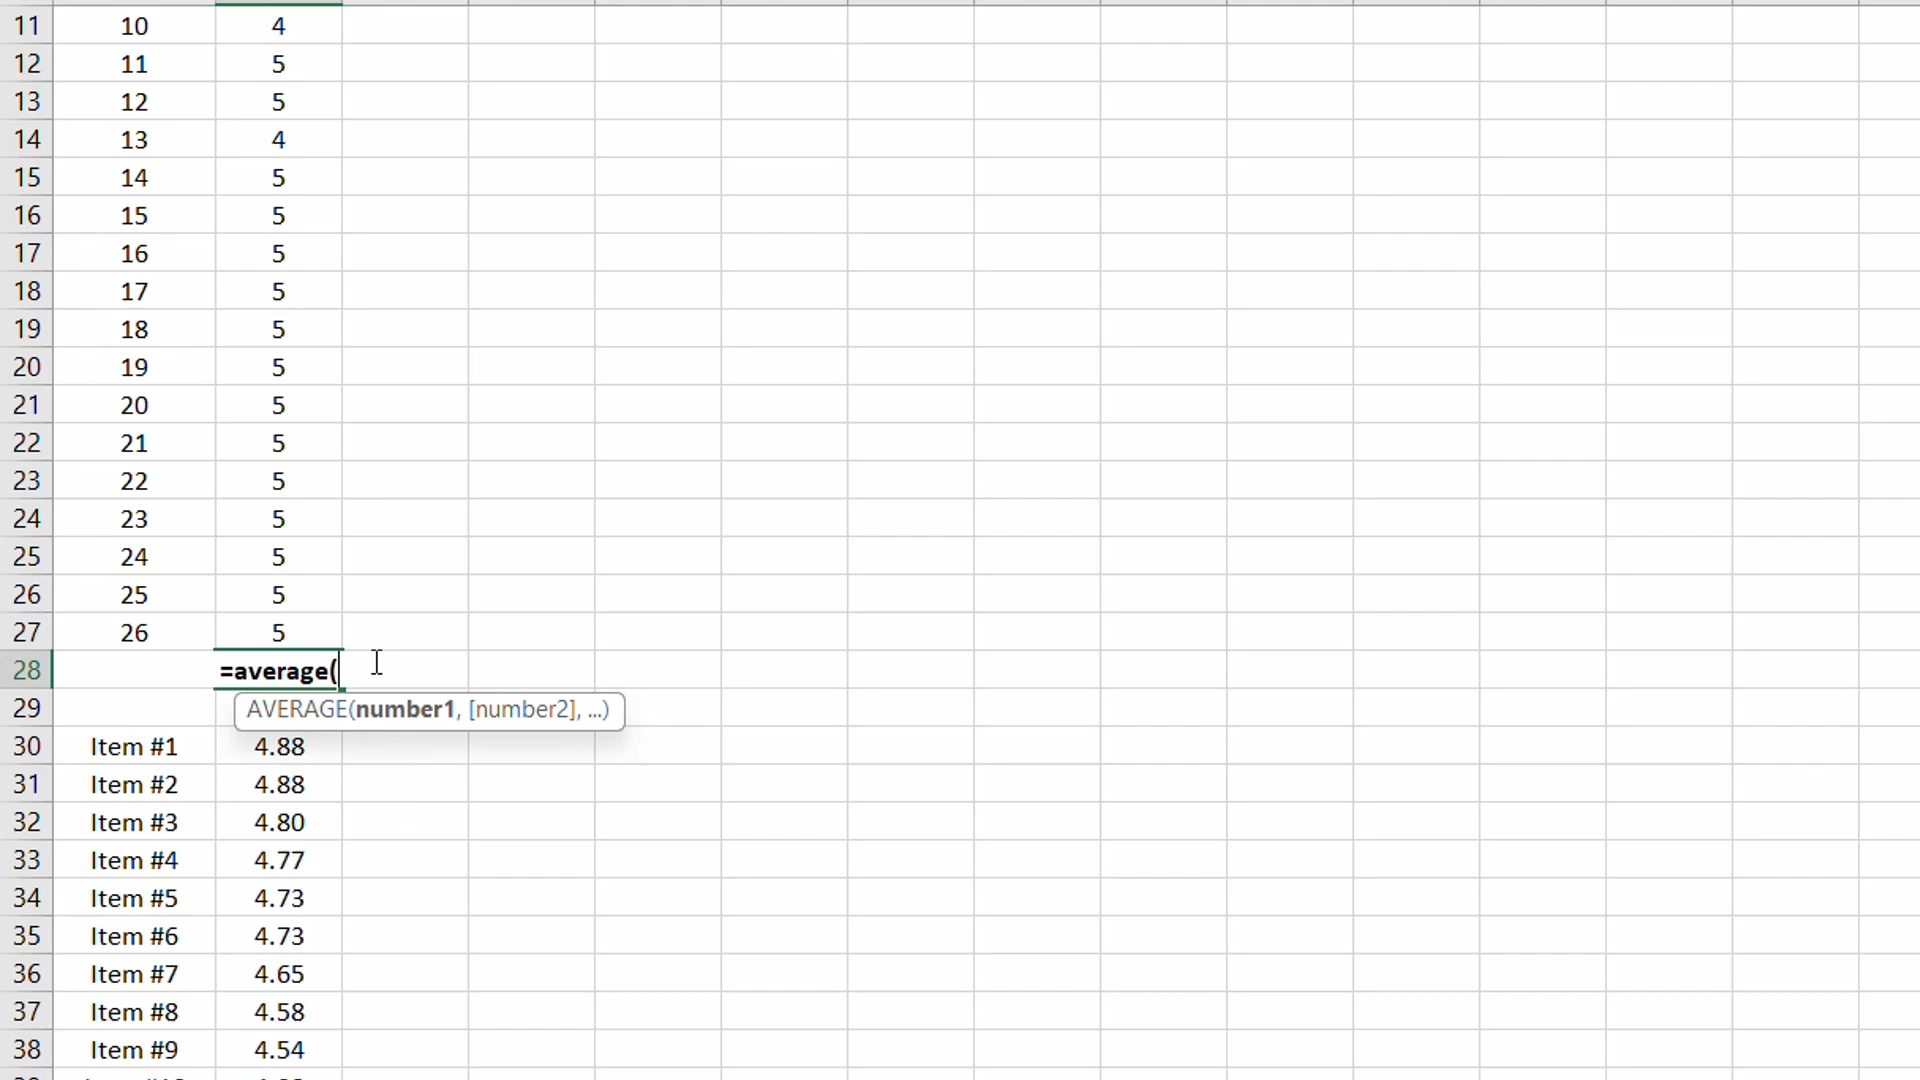 11 10 4
12 11 5
13 12 5
14 13 4
15 14 5
16 15 5
17 16 5
18 17 5
19 18 5
20 19 5
21 20 5
22 21 5
23 22 5
24 23 5
25 24 5
26 25 5
27 26 5
28 =average(
29 AVERAGE(number1, [number2], ...)
30 Item #1 4.88
31 Item #2 4.88
32 Item #3 4.80
33 Item #4 4.77
34 Item #5 4.73
35 Item #6 4.73
36 Item #7 4.65
37 Item #8 4.58
38 Item #9 4.54